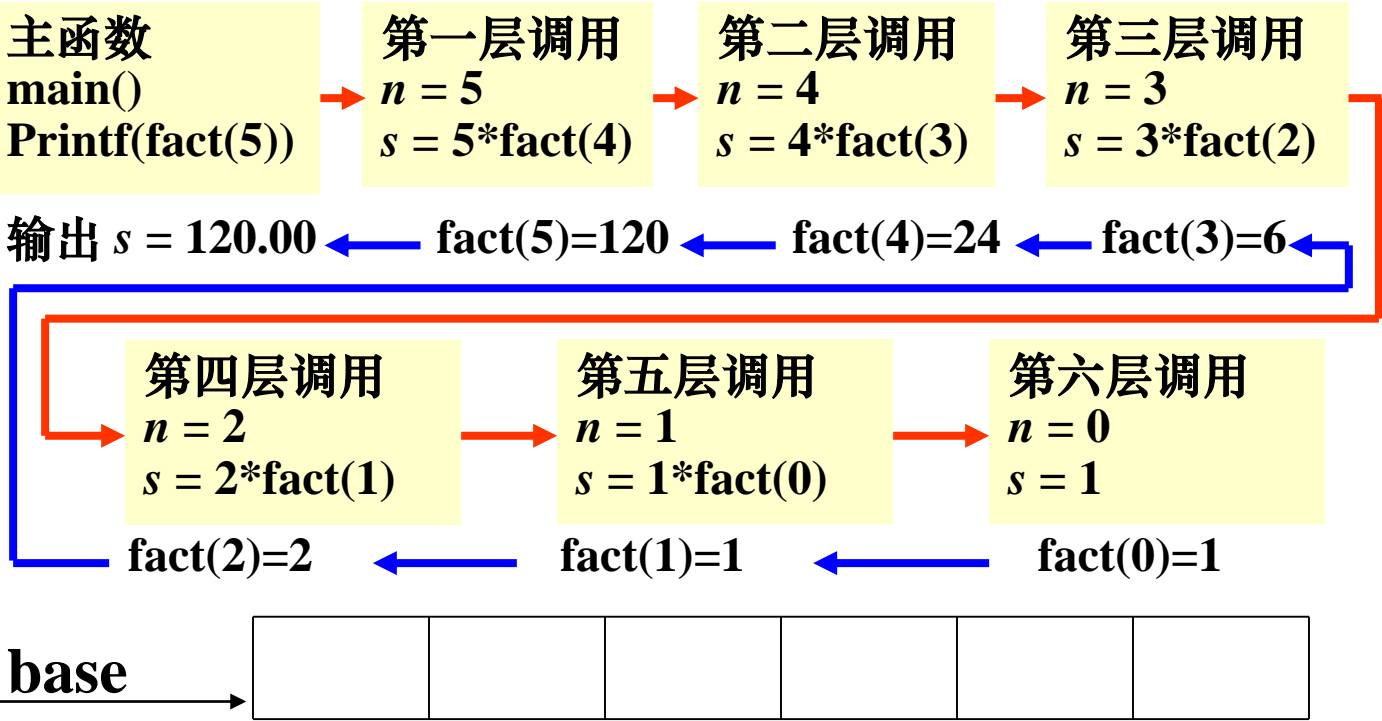 主函数
main()
Printf(fact(5))
第一层调用
n = 5
s = 5*fact(4)
第二层调用
n = 4
s = 4*fact(3)
第三层调用
n = 3
s = 3*fact(2)
输出 s = 120.00
fact(5)=120
fact(4)=24
fact(3)=6
第四层调用
n = 2
s = 2*fact(1)
第五层调用
n = 1
s = 1*fact(0)
第六层调用
n = 0
s = 1
fact(2)=2
fact(1)=1
fact(0)=1
base